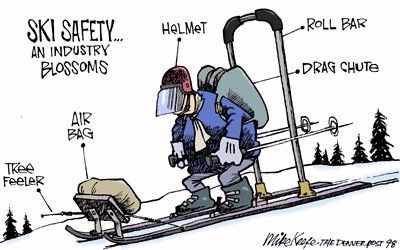 SKI SAFETY...
AN INDUSTRY
BLOSSOMS
HELMET
ROLL BAR
DRAG CHUTE
AIR
BAG
TREE
FEELER
Mike Keefe - THE DENVER POST 98